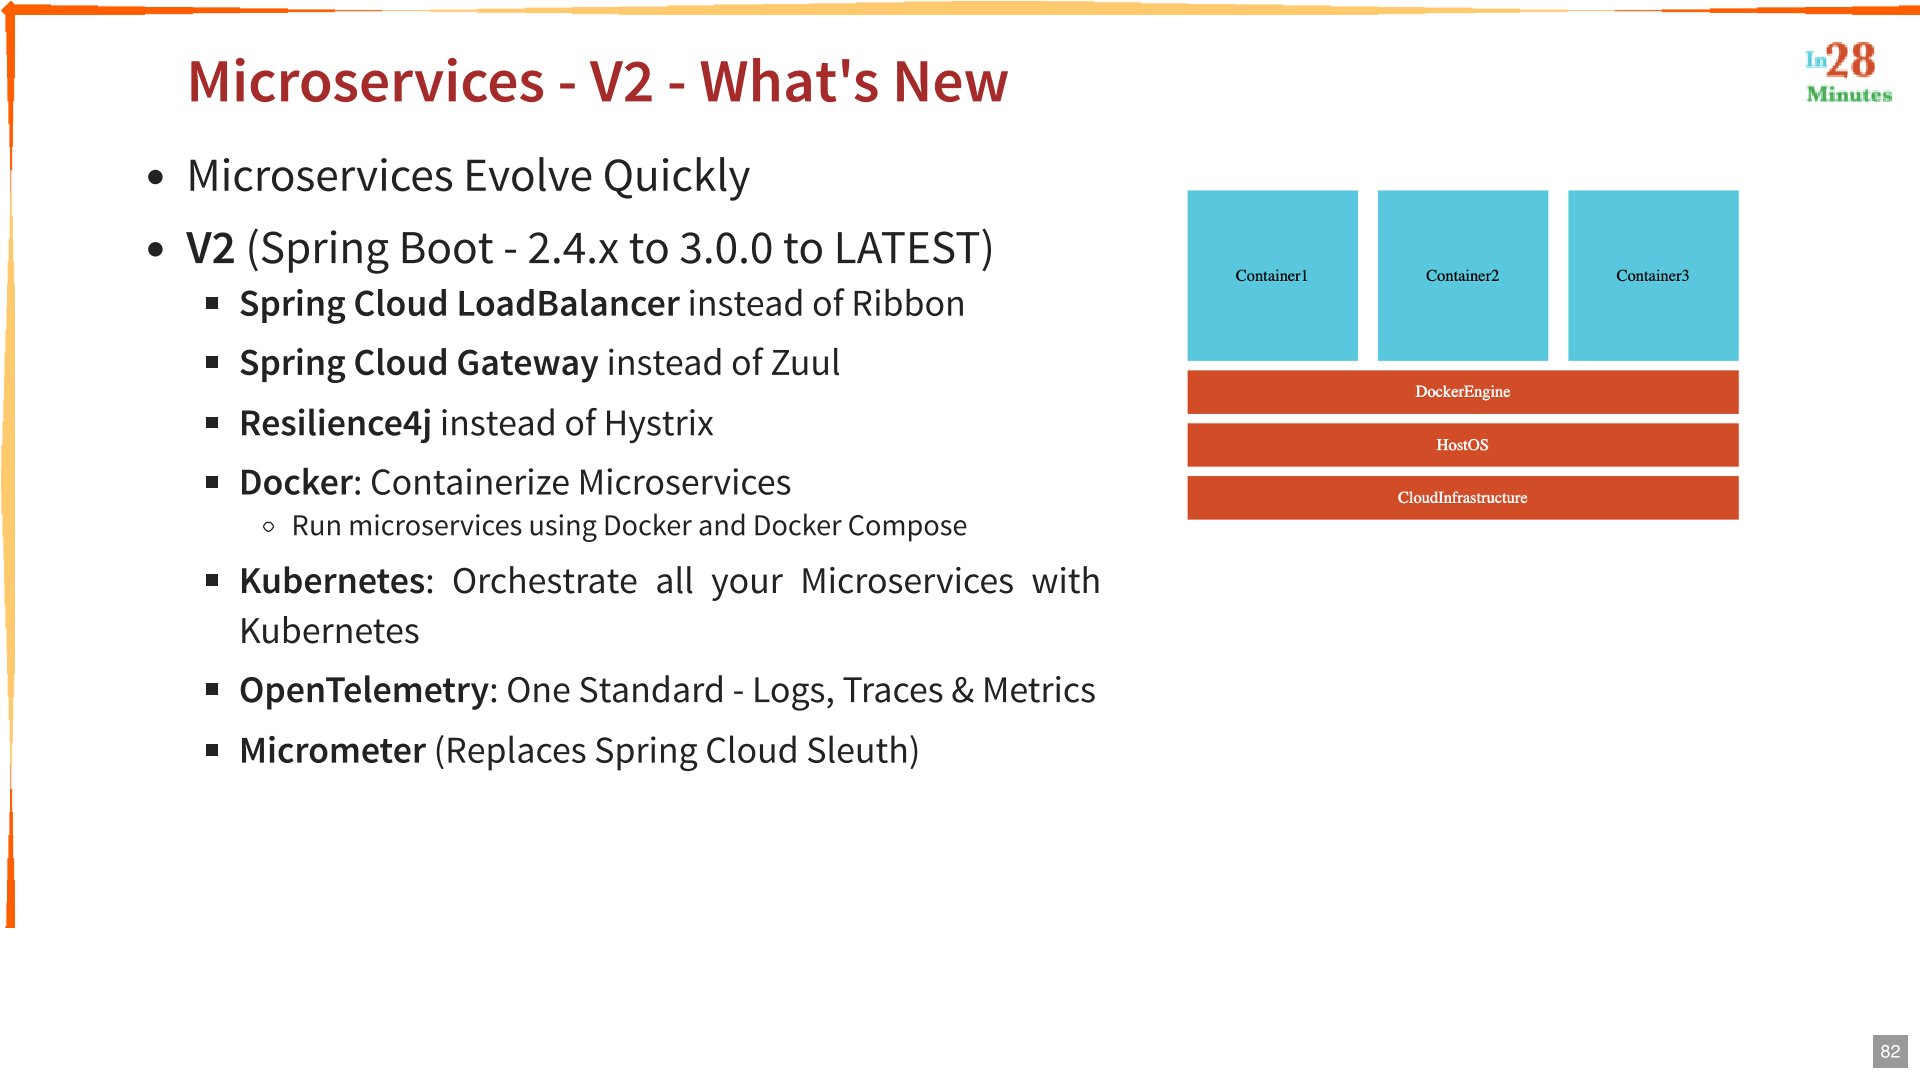 Microservices - V2 - What's New
In28
Minutes
• Microservices Evolve Quickly
• V2 (Spring Boot - 2.4.x to 3.0.0 to LATEST)
▪ Spring Cloud LoadBalancer instead of Ribbon
▪ Spring Cloud Gateway instead of Zuul
▪ Resilience4j instead of Hystrix
▪ Docker: Containerize Microservices
○ Run microservices using Docker and Docker Compose
▪ Kubernetes: Orchestrate all your Microservices with
Kubernetes
▪ OpenTelemetry: One Standard - Logs, Traces & Metrics
▪ Micrometer (Replaces Spring Cloud Sleuth)
Container1
Container2
Container3
DockerEngine
HostOS
CloudInfrastructure
82